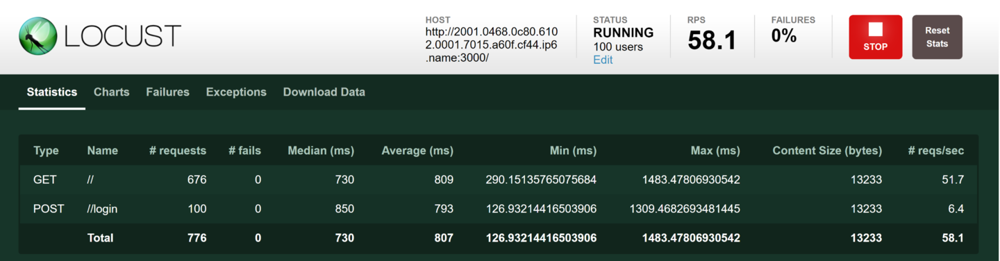 LOCUST
HOST
http://2001.0468.0c80.610
2.0001.7015.a60f.cf44.ip6
.name:3000/
STATUS
RUNNING
100 users
Edit
RPS
58.1
FAILURES
0%
STOP
Reset
Stats
Statistics Charts Failures Exceptions Download Data
Type Name # requests # fails Median (ms) Average (ms) Min (ms) Max (ms) Content Size (bytes) # reqs/sec
GET // 676 0 730 809 290.15135765075684 1483.47806930542 13233 51.7
POST //login 100 0 850 793 126.93214416503906 1309.4682693481445 13233 6.4
Total 776 0 730 807 126.93214416503906 1483.47806930542 13233 58.1